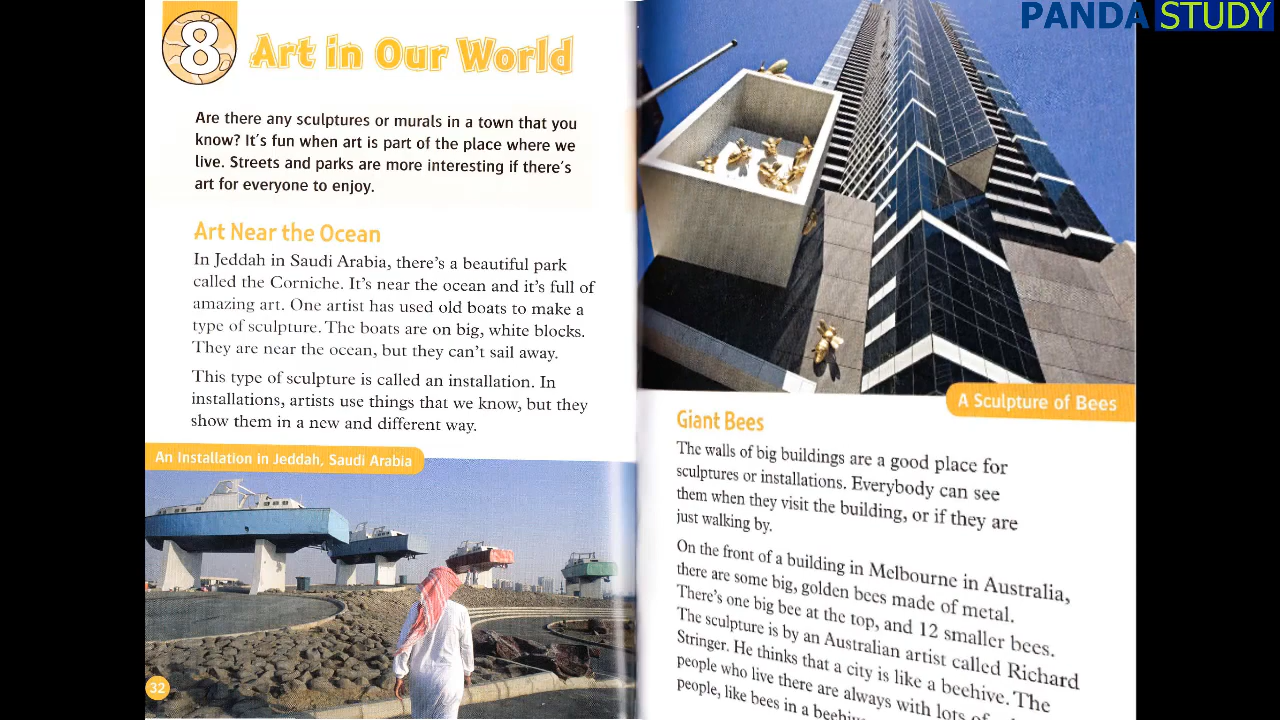 PANDA STUDY
8
Art in Our World
Are there any sculptures or murals in a town that you
know? It's fun when art is part of the place where we
live. Streets and parks are more interesting if there's
art for everyone to enjoy.
Art Near the Ocean
In Jeddah in Saudi Arabia, there's a beautiful park
called the Corniche. It's near the ocean and it's full of
amazing art. One artist has used old boats to make a
type of sculpture. The boats are on big, white blocks.
They are near the ocean, but they can't sail away.
This type of sculpture is called an installation. In
installations, artists use things that we know, but they
show them in a new and different way.
An Installation in Jeddah, Saudi Arabia
32
A Sculpture of Bees
Giant Bees
The walls of big buildings are a good place for
sculptures or installations. Everybody can see
them when they visit the building, or if they are
just walking by.
On the front of a building in Melbourne in Australia,
there are some big, golden bees made of metal.
There's one big bee at the top, and 12 smaller bees.
The sculpture is by an Australian artist called Richard
Stringer. He thinks that a city is like a beehive. The
people who live there are always with lots of
people, like bees in a